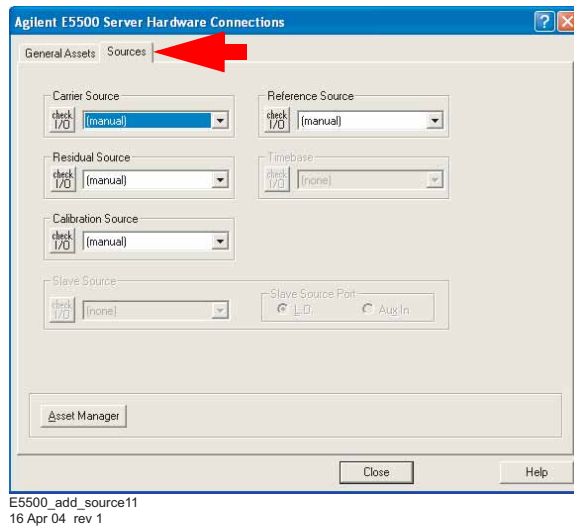 Agilent E5500 Server Hardware Connections
General Assets Sources
Carrier Source
check I/O (manual)
Reference Source
check I/O (manual)
Residual Source
check I/O (manual)
Timebase
check I/O (none)
Calibration Source
check I/O (manual)
Slave Source
check I/O (none)
Slave Source Port
L.O. Aux In
Asset Manager
Close Help
E5500_add_source11
16 Apr 04 rev 1